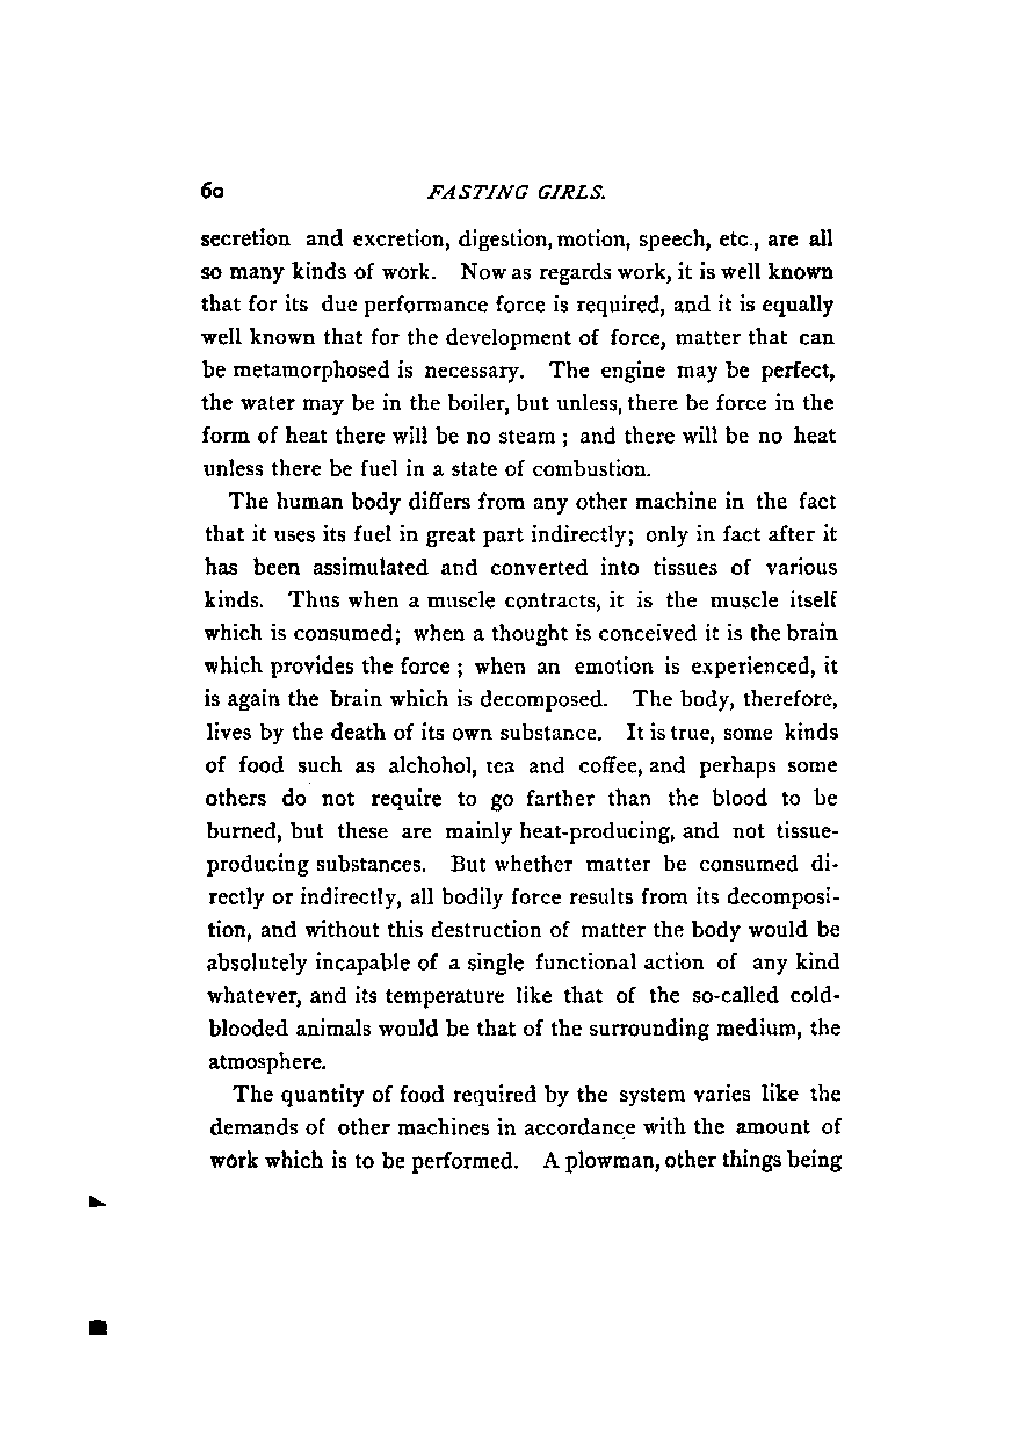 60 FASTING GIRLS.
secretion and excretion, digestion, motion, speech, etc., are all
so many kinds of work. Now as regards work, it is well known
that for its due performance force is required, and it is equally
well known that for the development of force, matter that can
be metamorphosed is necessary. The engine may be perfect,
the water may be in the boiler, but unless, there be force in the
form of heat there will be no steam ; and there will be no heat
unless there be fuel in a state of combustion.
The human body differs from any other machine in the fact
that it uses its fuel in great part indirectly; only in fact after it
has been assimulated and converted into tissues of various
kinds. Thus when a muscle contracts, it is the muscle itself
which is consumed; when a thought is conceived it is the brain
which provides the force ; when an emotion is experienced, it
is again the brain which is decomposed. The body, therefore,
lives by the death of its own substance. It is true, some kinds
of food such as alchohol, tea and coffee, and perhaps some
others do not require to go farther than the blood to be
burned, but these are mainly heat-producing, and not tissue-
producing substances. But whether matter be consumed di-
rectly or indirectly, all bodily force results from its decomposi-
tion, and without this destruction of matter the body would be
absolutely incapable of a single functional action of any kind
whatever, and its temperature like that of the so-called cold-
blooded animals would be that of the surrounding medium, the
atmosphere.
The quantity of food required by the system varies like the
demands of other machines in accordance with the amount of
work which is to be performed. A plowman, other things being